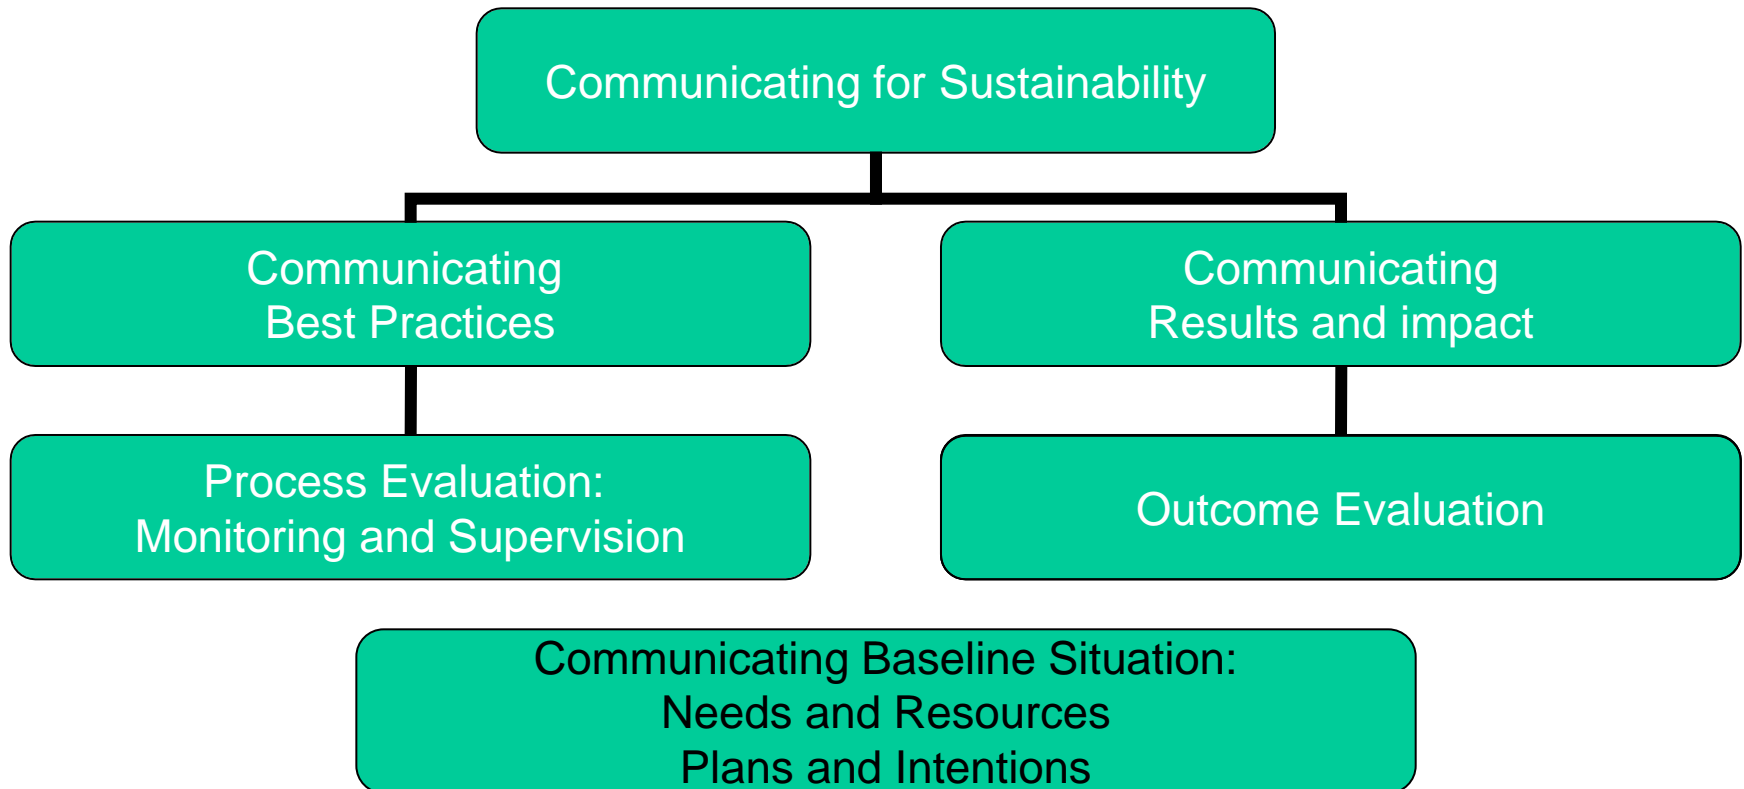 Communicating for Sustainability
Communicating
Best Practices
Communicating
Results and impact
Process Evaluation:
Monitoring and Supervision
Outcome Evaluation
Communicating Baseline Situation:
Needs and Resources
Plans and Intentions